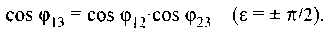 cos φ₁₃ = cos φ₁₂·cos φ₂₃ (ε = ± π/2).